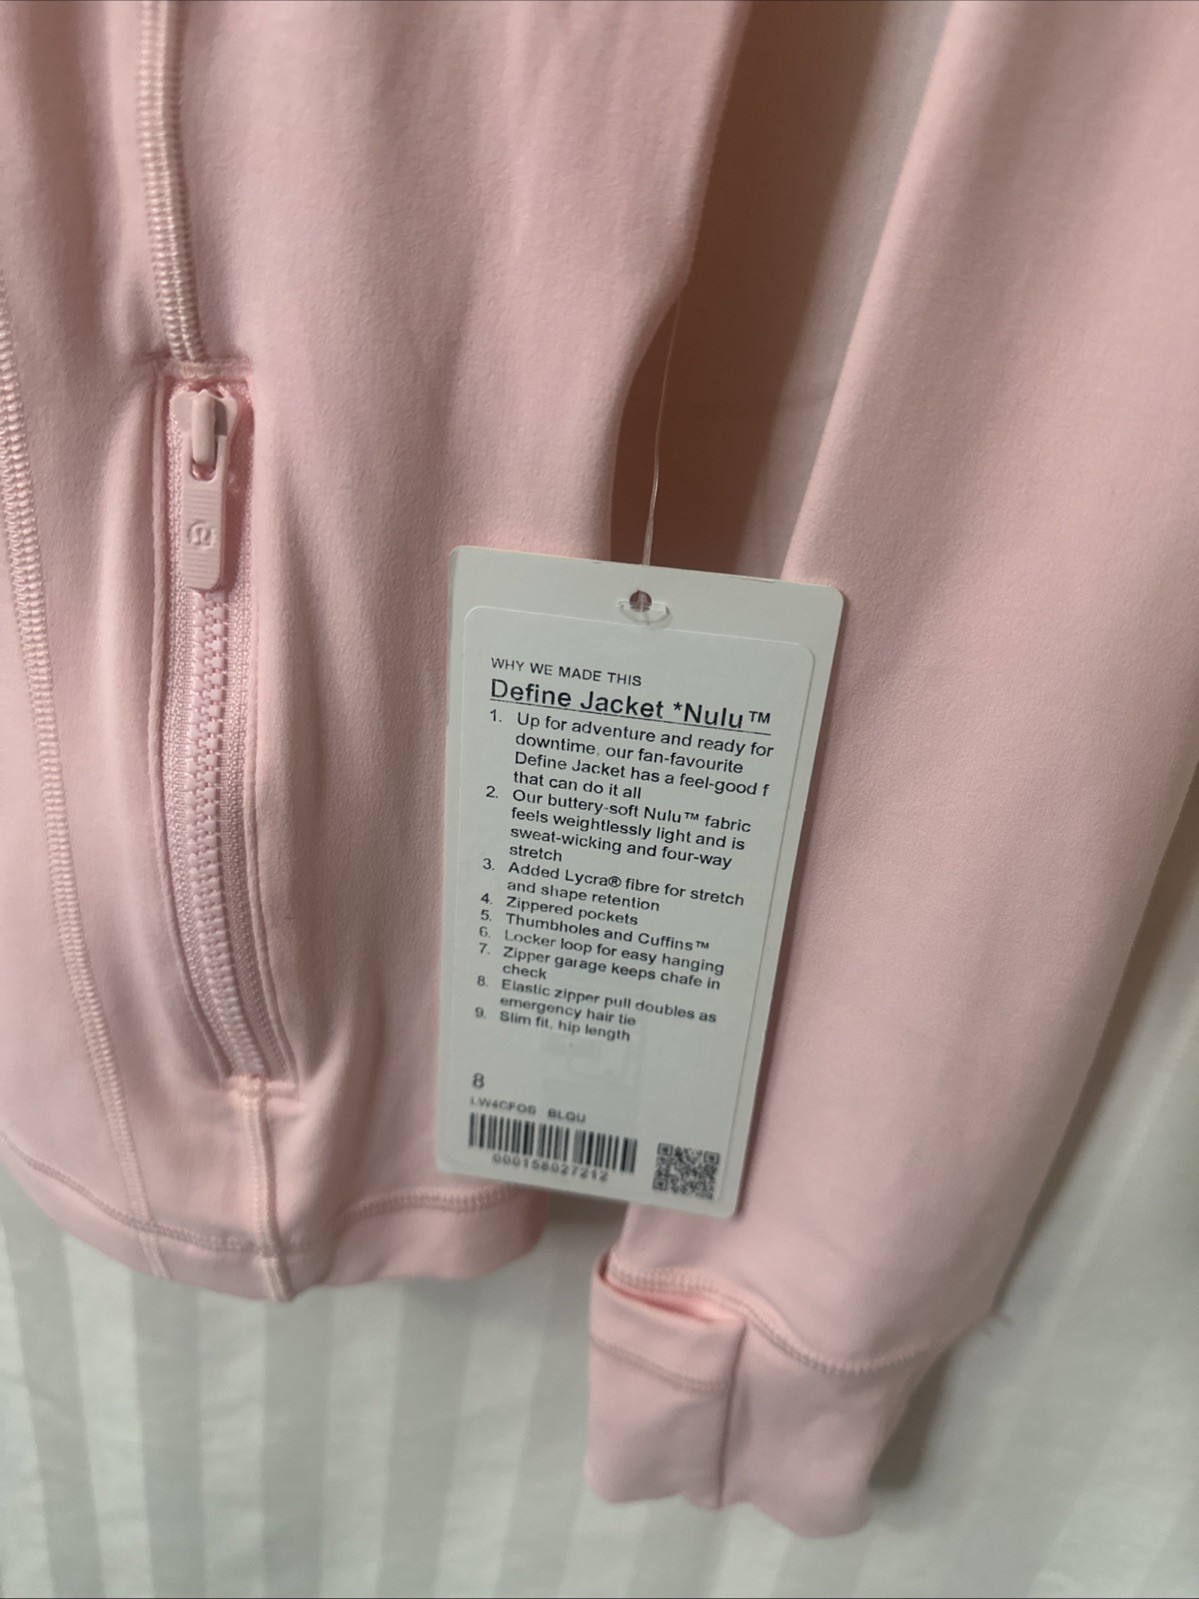 WHY WE MADE THIS
Define Jacket *Nulu™
1. Up for adventure and ready for
downtime, our fan-favourite
Define Jacket has a feel-good f
that can do it all
2. Our buttery-soft Nulu™ fabric
feels weightlessly light and is
sweat-wicking and four-way
stretch
3. Added Lycra® fibre for stretch
and shape retention
4. Zippered pockets
5. Thumbholes and Cuffins™
6. Locker loop for easy hanging
7. Zipper garage keeps chafe in
check
8. Elastic zipper pull doubles as
emergency hair tie
9. Slim fit, hip length
8
LW4CFOS BLQU
000158027212